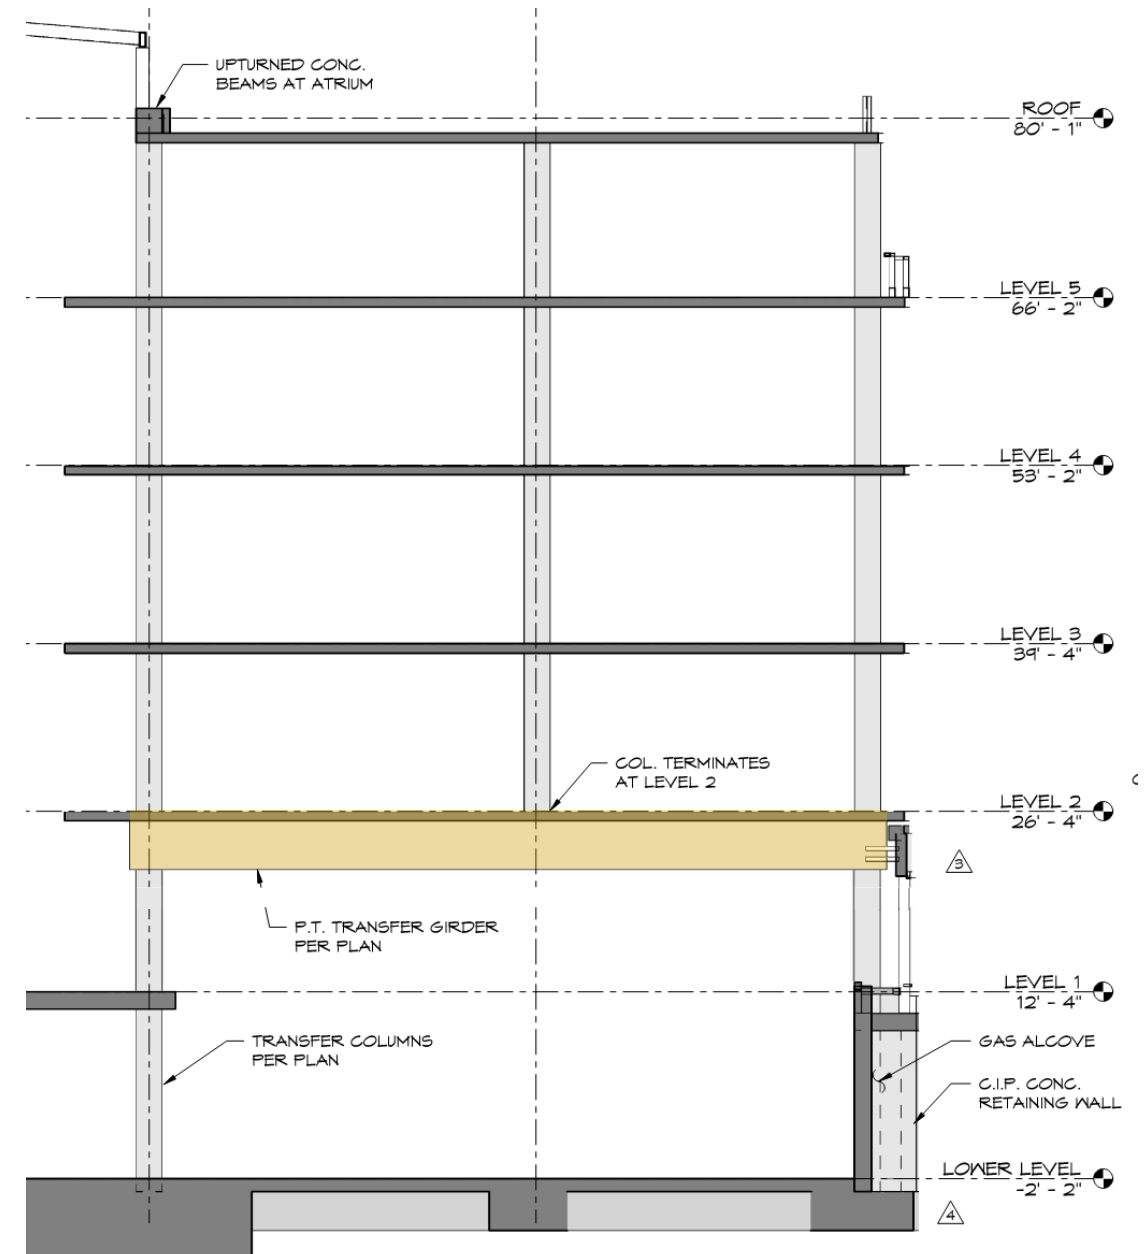 UPTURNED CONC.
BEAMS AT ATRIUM
ROOF
80' - 1"
LEVEL 5
66' - 2"
LEVEL 4
53' - 2"
LEVEL 3
39' - 4"
COL. TERMINATES
AT LEVEL 2
LEVEL 2
26' - 4"
3
P.T. TRANSFER GIRDER
PER PLAN
LEVEL 1
12' - 4"
TRANSFER COLUMNS
PER PLAN
GAS ALCOVE
C.I.P. CONC.
RETAINING WALL
LOWER LEVEL
-2' - 2"
4